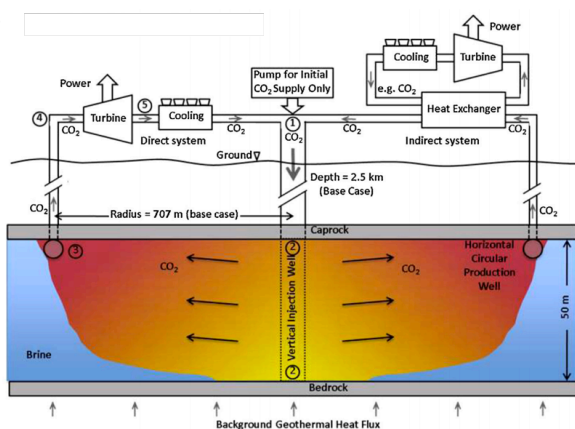 Power
Cooling
Turbine
e.g. CO2
Heat Exchanger
Power
Pump for Initial
CO2 Supply Only
4
Turbine
5
Cooling
1
CO2
CO2
CO2
CO2
CO2
CO2
Direct system
Indirect system
Ground
Depth = 2.5 km
(Base Case)
CO2
Radius = 707 m (base case)
CO2
Caprock
3
2
Horizontal
Circular
Production
Well
CO2
CO2
Vertical Injection Well
50 m
Brine
2
Bedrock
Background Geothermal Heat Flux